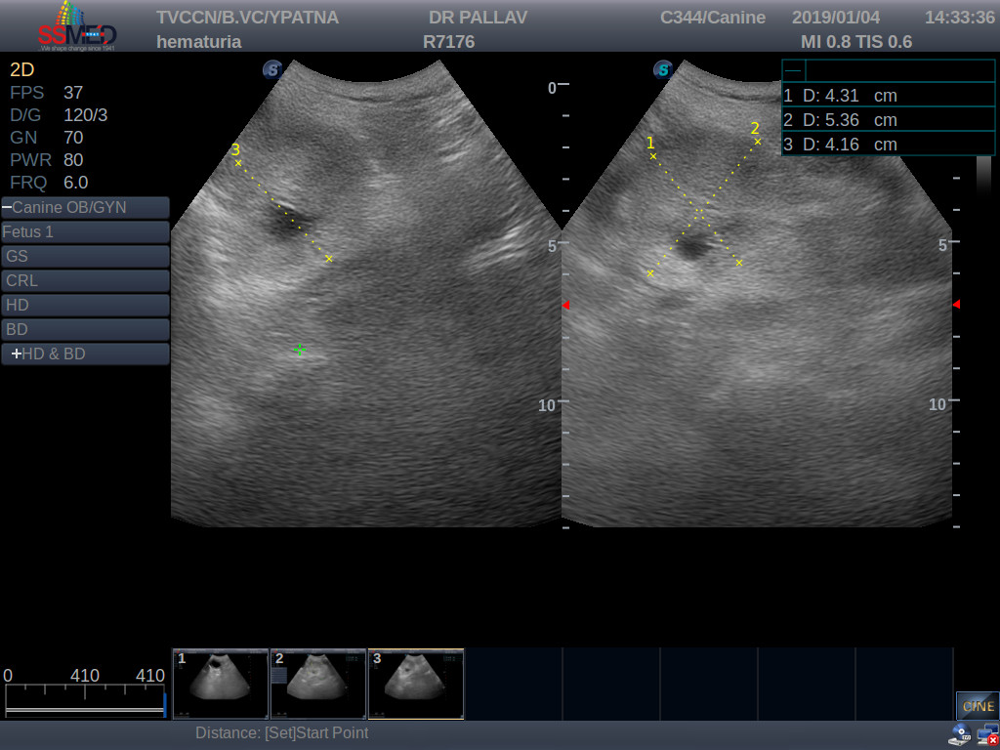 SSMED
We shape change since 1941
TVCCN/B.VC/YPATNA DR PALLAV C344/Canine 2019/01/04 14:33:36
hematuria R7176 MI 0.8 TIS 0.6
2D
FPS 37
D/G 120/3
GN 70
PWR 80
FRQ 6.0
Canine OB/GYN
Fetus 1
GS
CRL
HD
BD
+HD & BD
S
3
0
5
10
S
1
2
5
10
1 D: 4.31 cm
2 D: 5.36 cm
3 D: 4.16 cm
1
2
3
0 410 410
CINE
Distance: [Set]Start Point